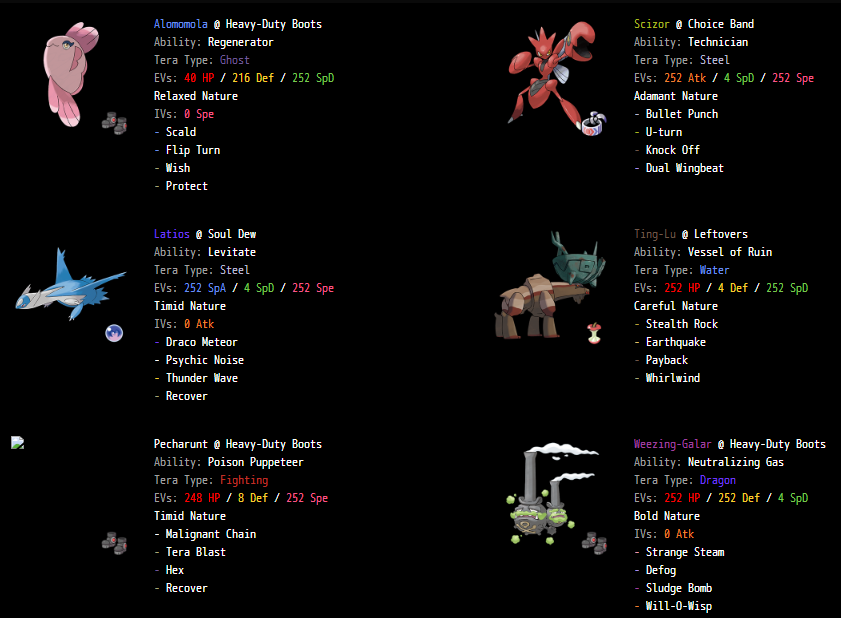 Alomomola @ Heavy-Duty Boots
Ability: Regenerator
Tera Type: Ghost
EVs: 40 HP / 216 Def / 252 SpD
Relaxed Nature
IVs: 0 Spe
- Scald
- Flip Turn
- Wish
- Protect
Scizor @ Choice Band
Ability: Technician
Tera Type: Steel
EVs: 252 Atk / 4 SpD / 252 Spe
Adamant Nature
- Bullet Punch
- U-turn
- Knock Off
- Dual Wingbeat
Latios @ Soul Dew
Ability: Levitate
Tera Type: Steel
EVs: 252 SpA / 4 SpD / 252 Spe
Timid Nature
IVs: 0 Atk
- Draco Meteor
- Psychic Noise
- Thunder Wave
- Recover
Ting-Lu @ Leftovers
Ability: Vessel of Ruin
Tera Type: Water
EVs: 252 HP / 4 Def / 252 SpD
Careful Nature
- Stealth Rock
- Earthquake
- Payback
- Whirlwind
Pecharunt @ Heavy-Duty Boots
Ability: Poison Puppeteer
Tera Type: Fighting
EVs: 248 HP / 8 Def / 252 Spe
Timid Nature
- Malignant Chain
- Tera Blast
- Hex
- Recover
Weezing-Galar @ Heavy-Duty Boots
Ability: Neutralizing Gas
Tera Type: Dragon
EVs: 252 HP / 252 Def / 4 SpD
Bold Nature
IVs: 0 Atk
- Strange Steam
- Defog
- Sludge Bomb
- Will-O-Wisp